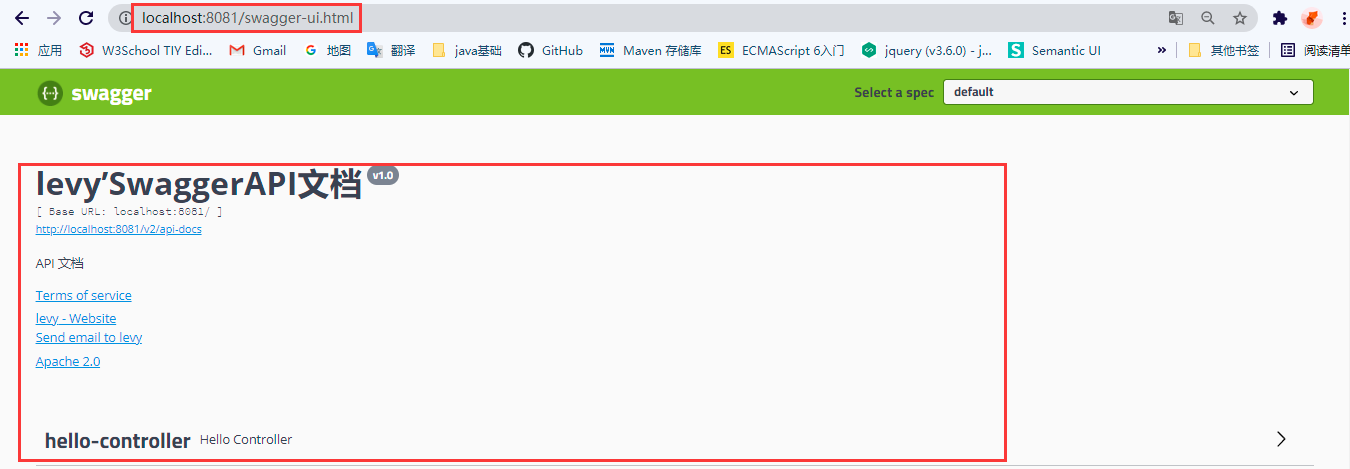 localhost:8081/swagger-ui.html
应用 W3School TIY Edi... Gmail 地图 翻译 java基础 GitHub Maven 存储库 ES ECMAScript 6入门 jquery (v3.6.0) - j... S Semantic UI » 其他书签 阅读清单
{··} swagger Select a spec default
levy'SwaggerAPI文档 v1.0
[ Base URL: localhost:8081/ ]
http://localhost:8081/v2/api-docs
API 文档
Terms of service
levy - Website
Send email to levy
Apache 2.0
hello-controller Hello Controller